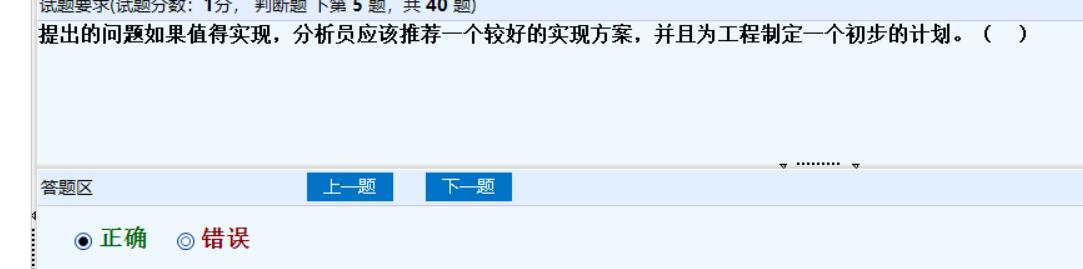 试题要求(试题分数：1分， 判断题 下第 5 题，共 40 题)
提出的问题如果值得实现，分析员应该推荐一个较好的实现方案，并且为工程制定一个初步的计划。（ ）
答题区 上一题 下一题
正确 错误